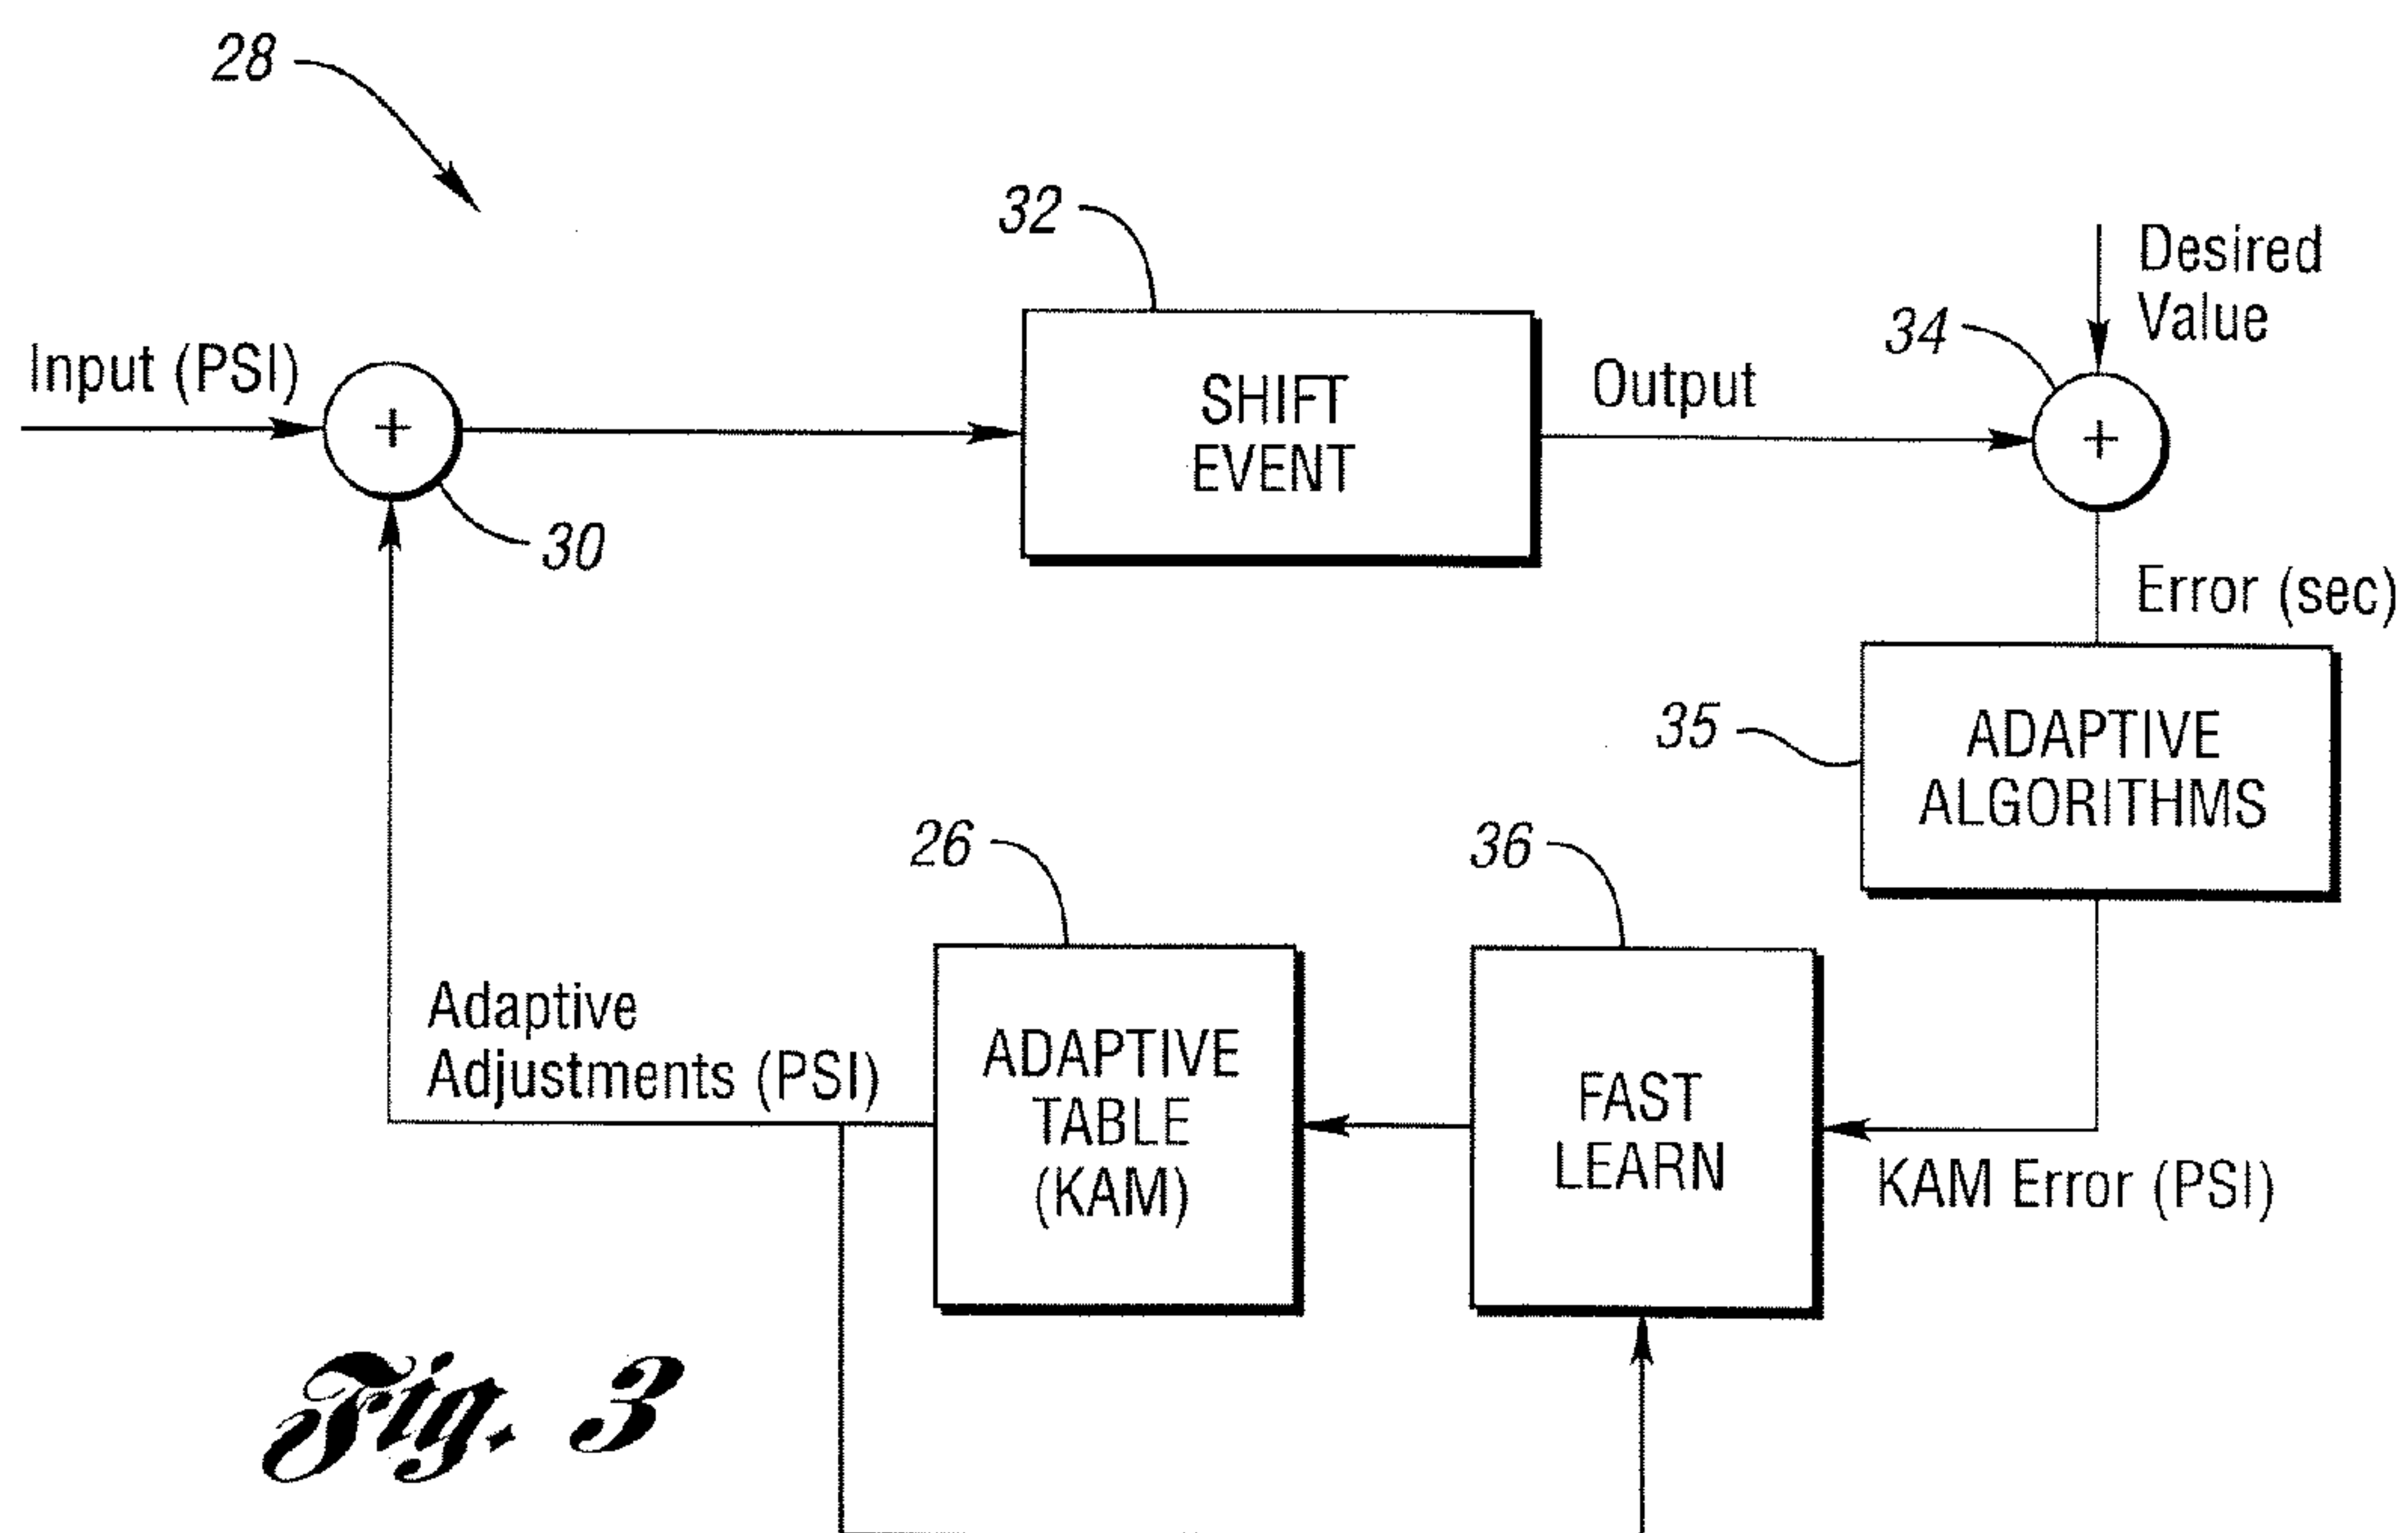 28
32
Desired
Value
34
Input (PSI)
+
SHIFT
EVENT
Output
+
30
Error (sec)
35
ADAPTIVE
ALGORITHMS
26
36
Adaptive
Adjustments (PSI)
ADAPTIVE
TABLE
(KAM)
FAST
LEARN
KAM Error (PSI)
Fig. 3